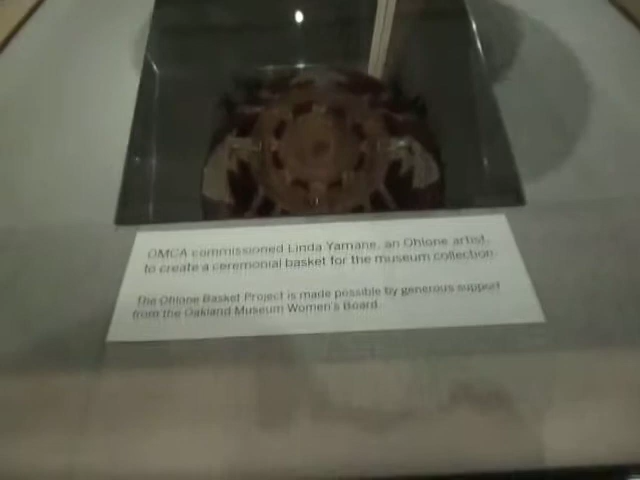 OMCA commissioned Linda Yamane, an Ohlone artist,
to create a ceremonial basket for the museum collection.
The Ohlone Basket Project is made possible by generous support
from the Oakland Museum Women's Board.